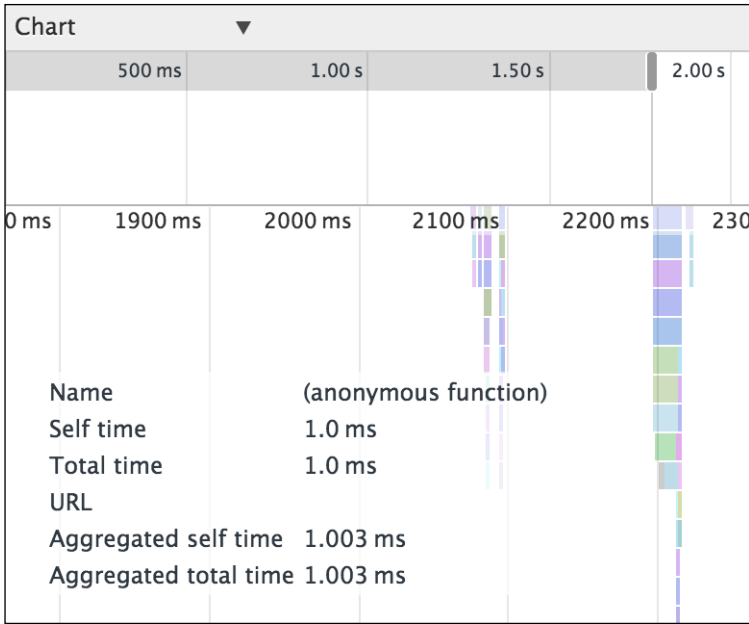 Chart ▼
500 ms 1.00 s 1.50 s 2.00 s
0 ms 1900 ms 2000 ms 2100 ms 2200 ms 230
Name (anonymous function)
Self time 1.0 ms
Total time 1.0 ms
URL
Aggregated self time 1.003 ms
Aggregated total time 1.003 ms